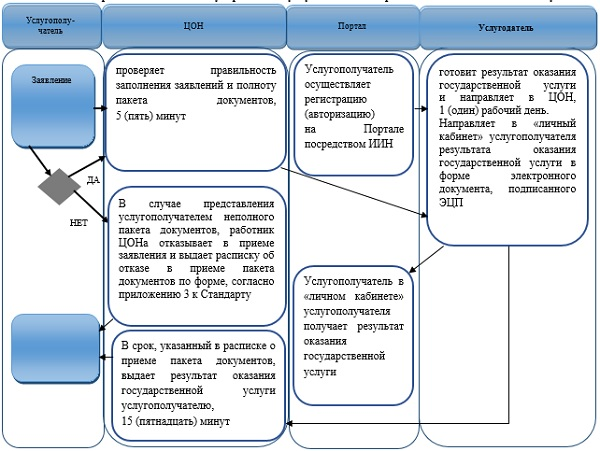 Услугополу-
чатель
ЦОН
Портал
Услугодатель
Заявление
ДА
НЕТ
проверяет правильность
заполнения заявлений и полноту
пакета документов,
5 (пять) минут
В случае представления
услугополучателем неполного
пакета документов, работник
ЦОНа отказывает в приеме
заявления и выдает расписку об
отказе в приеме пакета
документов по форме, согласно
приложению 3 к Стандарту
В срок, указанный в расписке о
приеме пакета документов,
выдает результат оказания
государственной услуги
услугополучателю,
15 (пятнадцать) минут
Услугополучатель
осуществляет
регистрацию
(авторизацию)
на Портале
посредством ИИН
Услугополучатель в
«личном кабинете»
услугополучателя
получает результат
оказания
государственной
услуги
готовит результат оказания
государственной услуги
и направляет в ЦОН,
1 (один) рабочий день.
Направляет в «личный
кабинет» услугополучателя
результата оказания
государственной услуги в
форме электронного
документа, подписанного
ЭЦП